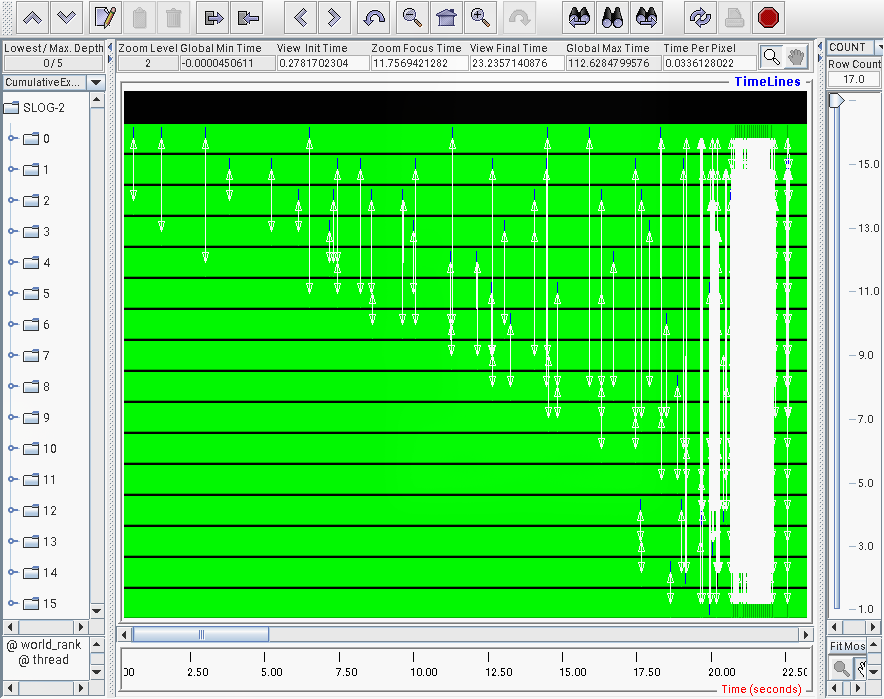 Lowest / Max. Depth
Zoom Level
Global Min Time
View Init Time
Zoom Focus Time
View Final Time
Global Max Time
Time Per Pixel
0 / 5
2
-0.0000450611
0.2781702304
11.7569421282
23.2357140876
112.6284799576
0.0336128022
COUNT
Row Count
17.0
CumulativeEx...
TimeLines
SLOG-2
0
1
2
3
4
5
6
7
8
9
10
11
12
13
14
15
15.0
13.0
11.0
9.0
7.0
5.0
3.0
1.0
@ world_rank
@ thread
Fit Mos
:00
2.50
5.00
7.50
10.00
12.50
15.00
17.50
20.00
22.50
Time (seconds)